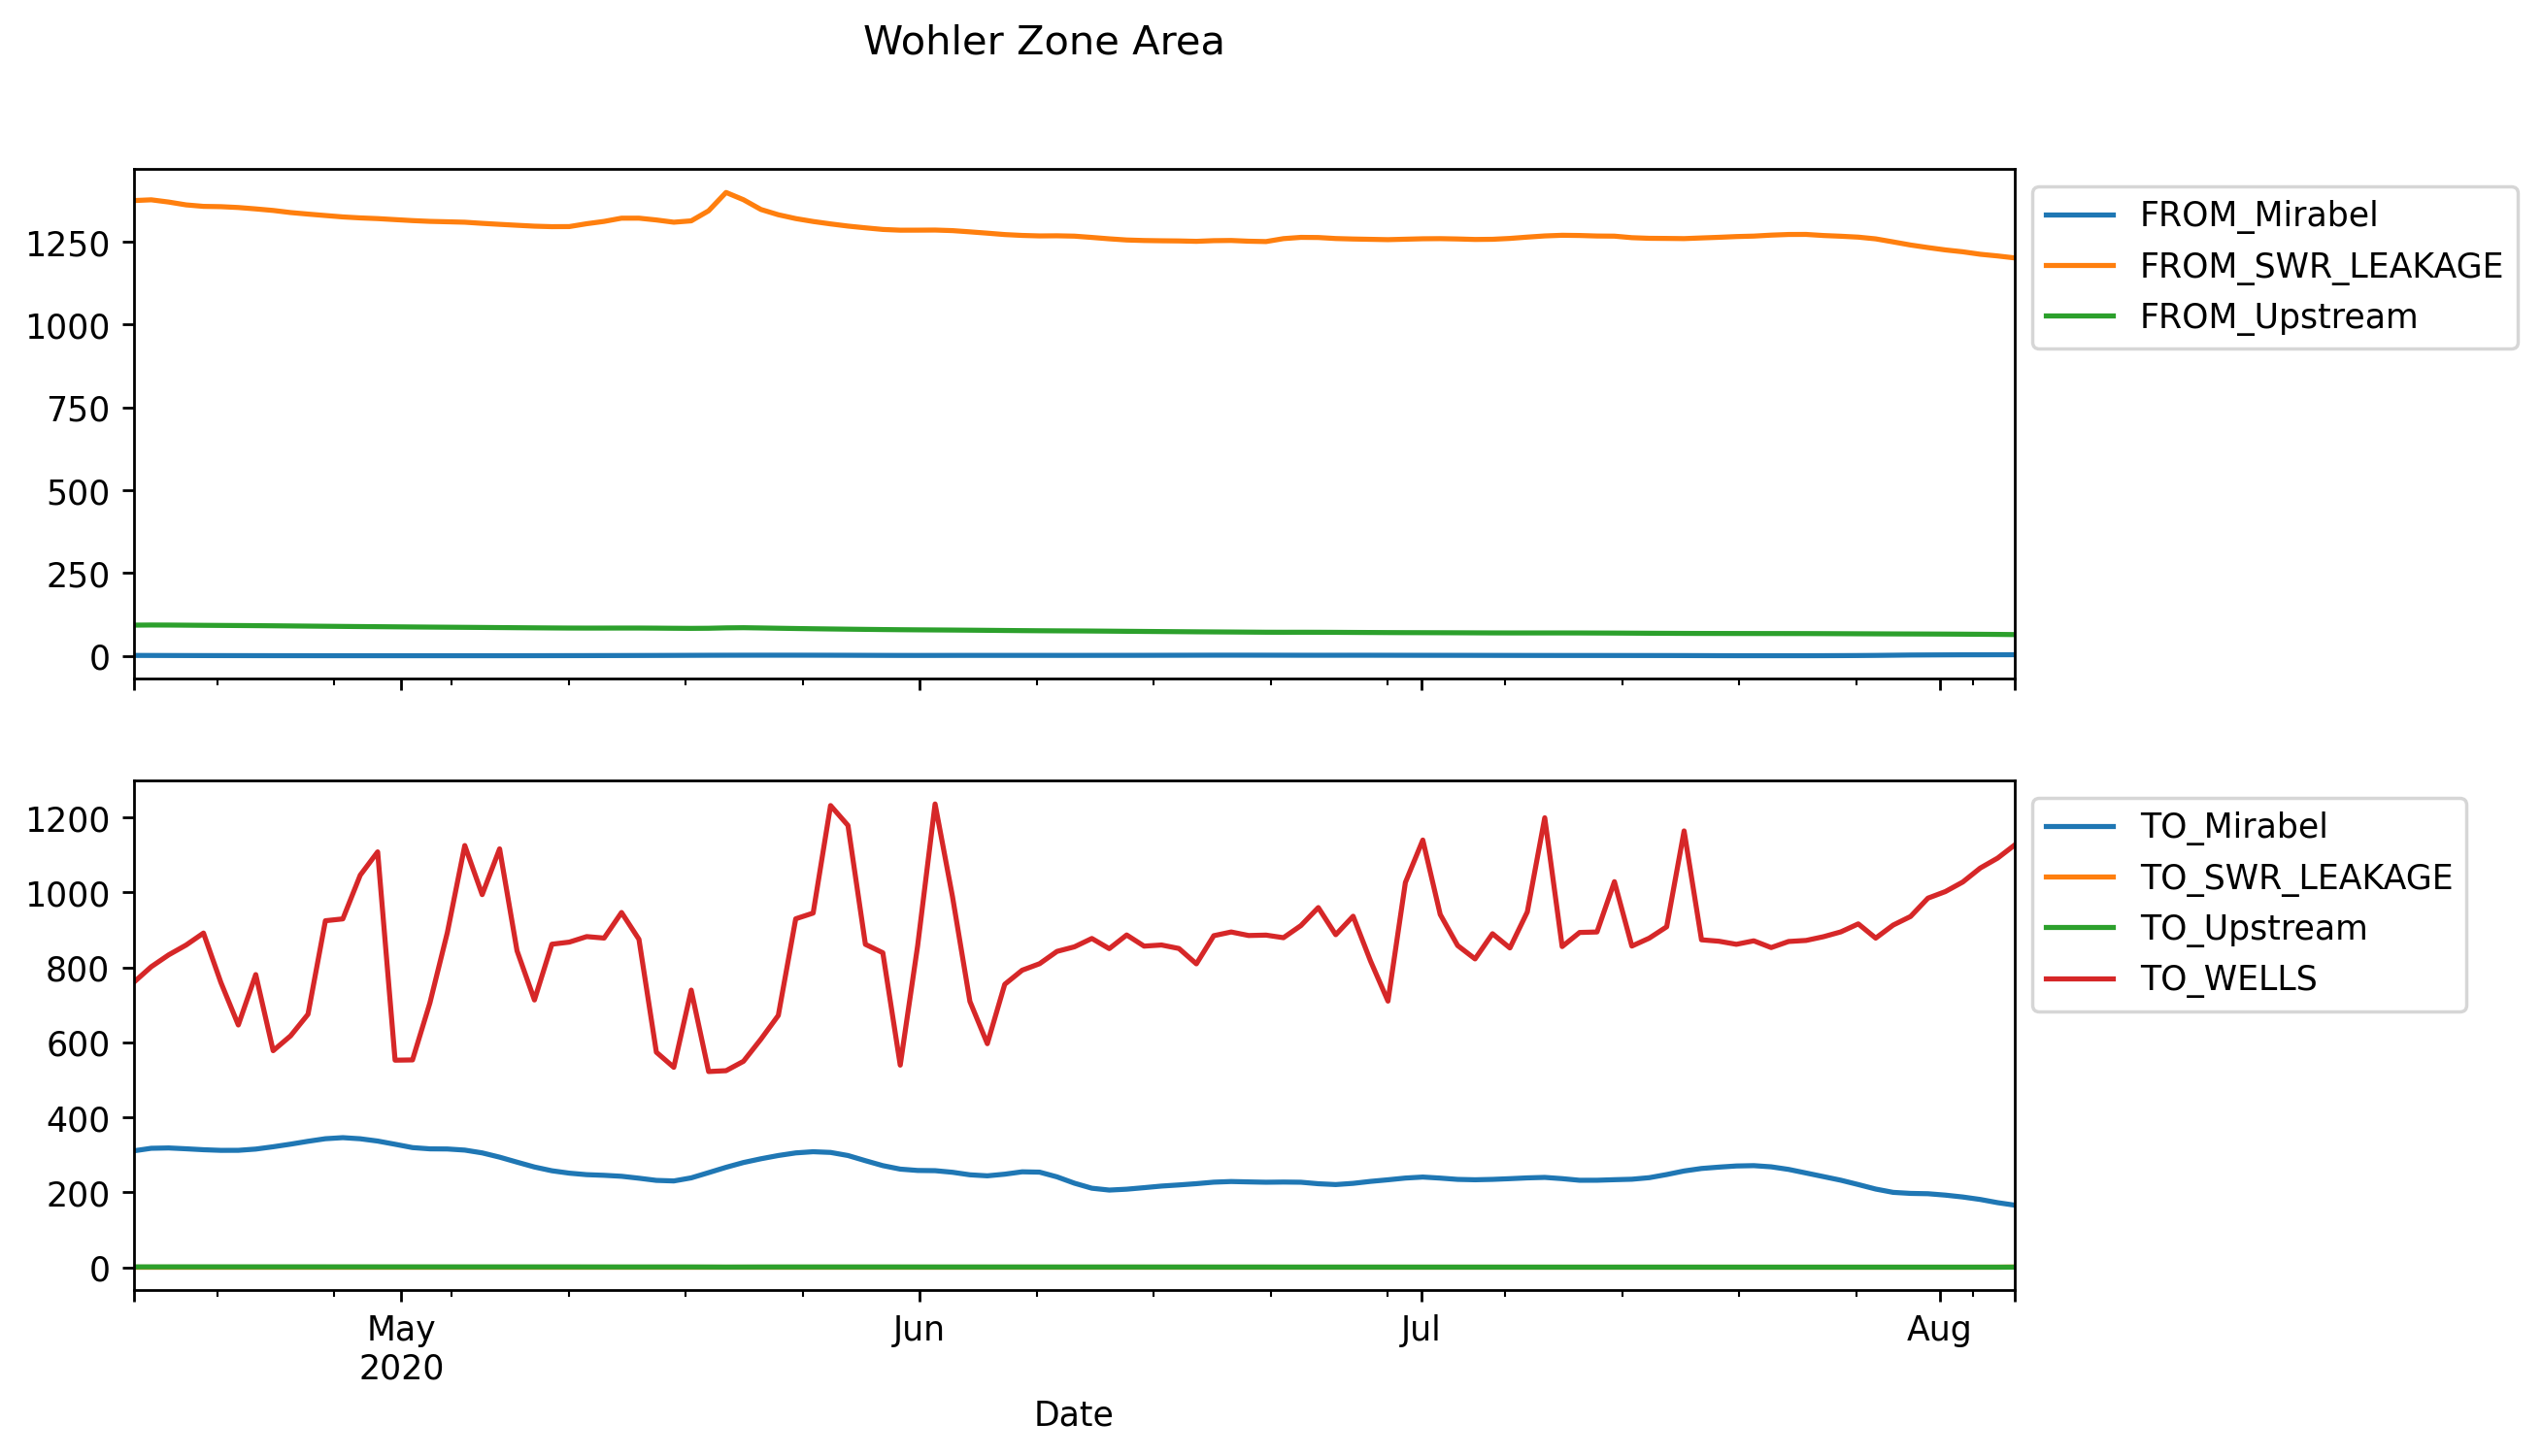 Wohler Zone Area
1250
1000
750
500
250
0
FROM_Mirabel
FROM_SWR_LEAKAGE
FROM_Upstream
1200
1000
800
600
400
200
0
TO_Mirabel
TO_SWR_LEAKAGE
TO_Upstream
TO_WELLS
May Jun Jul Aug
2020
Date